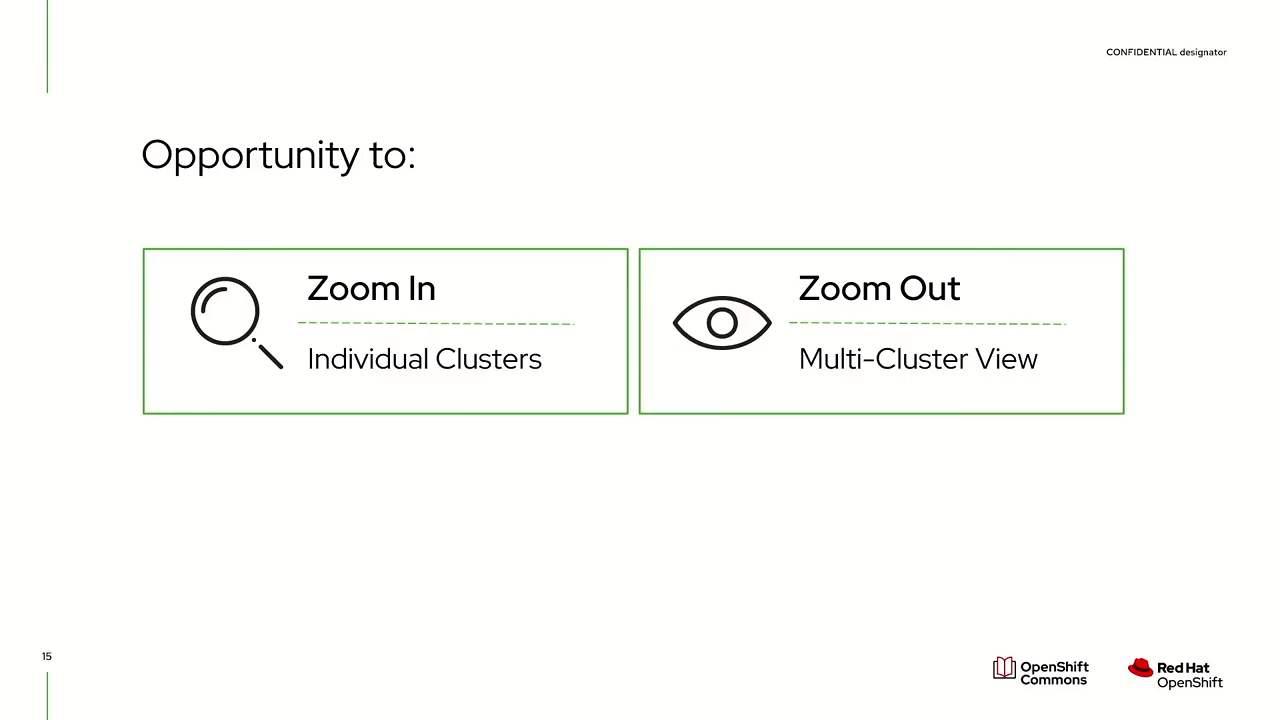 CONFIDENTIAL designator
Opportunity to:
Zoom In
Individual Clusters
Zoom Out
Multi-Cluster View
15
OpenShift
Commons
Red Hat
OpenShift